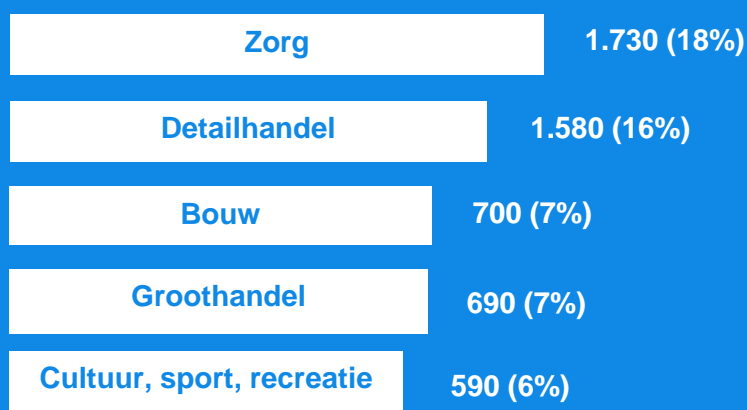 Zorg 1.730 (18%)
Detailhandel 1.580 (16%)
Bouw 700 (7%)
Groothandel 690 (7%)
Cultuur, sport, recreatie 590 (6%)